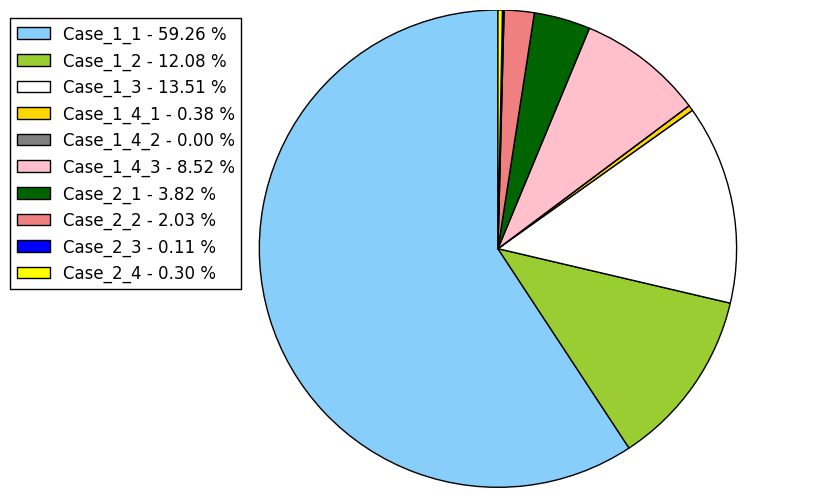 Case_1_1 - 59.26 %
Case_1_2 - 12.08 %
Case_1_3 - 13.51 %
Case_1_4_1 - 0.38 %
Case_1_4_2 - 0.00 %
Case_1_4_3 - 8.52 %
Case_2_1 - 3.82 %
Case_2_2 - 2.03 %
Case_2_3 - 0.11 %
Case_2_4 - 0.30 %